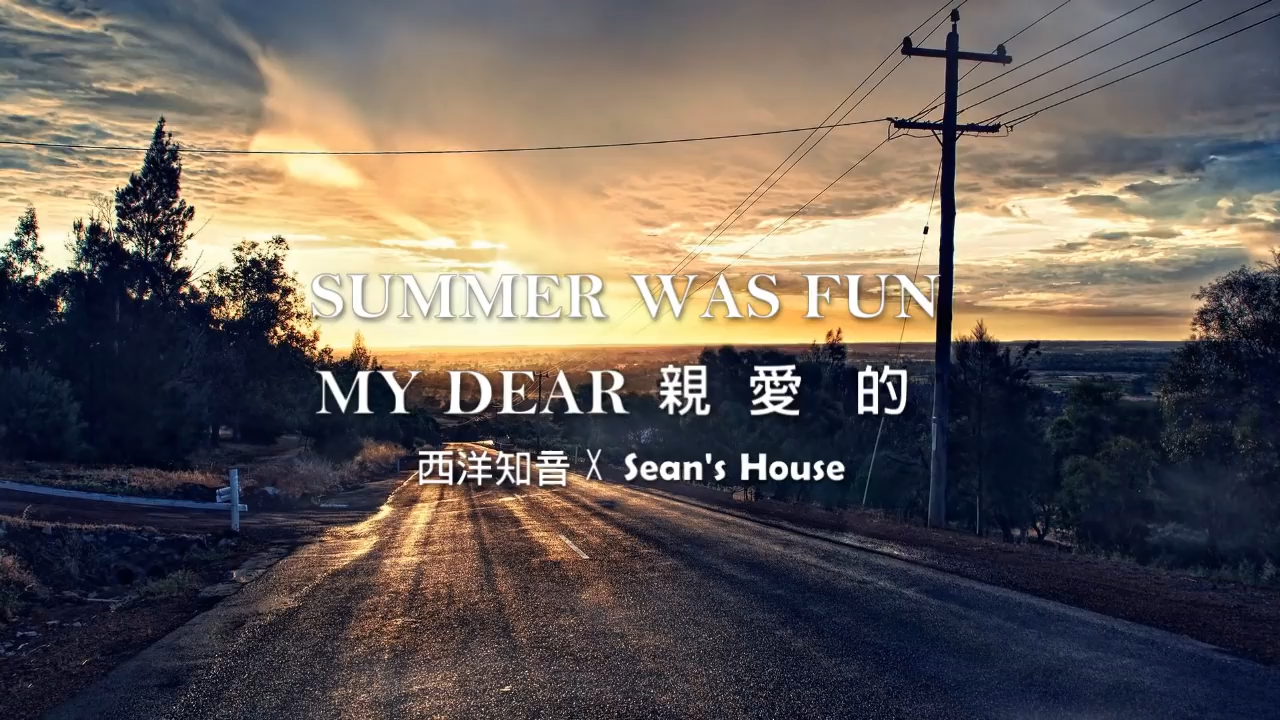 SUMMER WAS FUN
MY DEAR 親愛的
西洋知音 X Sean's House